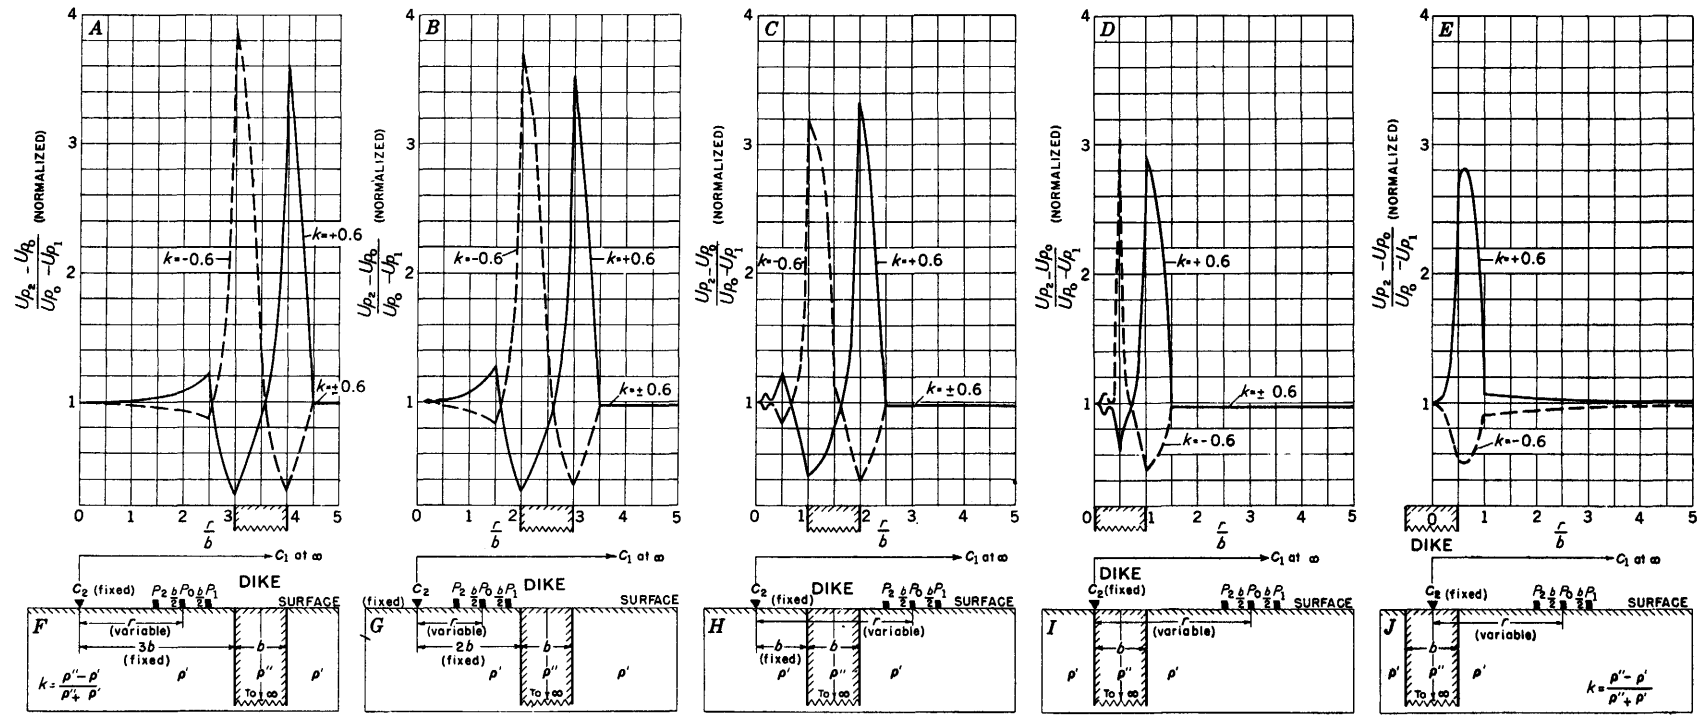 A
B
C
D
E
4
3
2
1
4
3
2
1
4
3
2
1
4
3
2
1
4
3
2
1
Up₂ - Up₀ / Up₀ - Up₁ (NORMALIZED)
Up₂ - Up₀ / Up₀ - Up₁ (NORMALIZED)
Up₂ - Up₀ / Up₀ - Up₁ (NORMALIZED)
Up₂ - Up₀ / Up₀ - Up₁ (NORMALIZED)
Up₂ - Up₀ / Up₀ - Up₁ (NORMALIZED)
k=+0.6
k=-0.6
k=±0.6
k=-0.6
k=+0.6
k=±0.6
k=-0.6
k=+0.6
k=±0.6
k=+0.6
k=±0.6
k=-0.6
k=+0.6
k=-0.6
0 1 2 3 4 5
r/b
0 1 2 3 4 5
r/b
0 1 2 3 4 5
r/b
0 1 r/b 3 4 5
0 1 2 r/b 3 4 5
DIKE
C₁ at ∞
C₁ at ∞
C₁ at ∞
C₁ at ∞
C₁ at ∞
C₂ (fixed) P₂ b/2 P₀ b/2 P₁ DIKE
SURFACE
F
r
(variable)
3b
(fixed)
b
ρ' ρ'' ρ'
To ∞
k = ρ''-ρ' / ρ''+ρ'
(fixed) C₂ P₂ b/2 P₀ b/2 P₁ DIKE
SURFACE
G
r
(variable)
2b
(fixed)
b
ρ' ρ'' ρ'
To ∞
C₂ (fixed) DIKE P₂ b/2 P₀ b/2 P₁
SURFACE
H
r
(variable)
b
(fixed)
b
ρ' ρ'' ρ'
To ∞
DIKE
C₂(fixed) P₂ b/2 P₀ b/2 P₁
SURFACE
I
r
(variable)
b
ρ' ρ'' ρ'
To ∞
C₂ (fixed) P₂ b/2 P₀ b/2 P₁
SURFACE
J
r
(variable)
b
ρ' ρ'' ρ'
To ∞
k = ρ''-ρ' / ρ''+ρ'